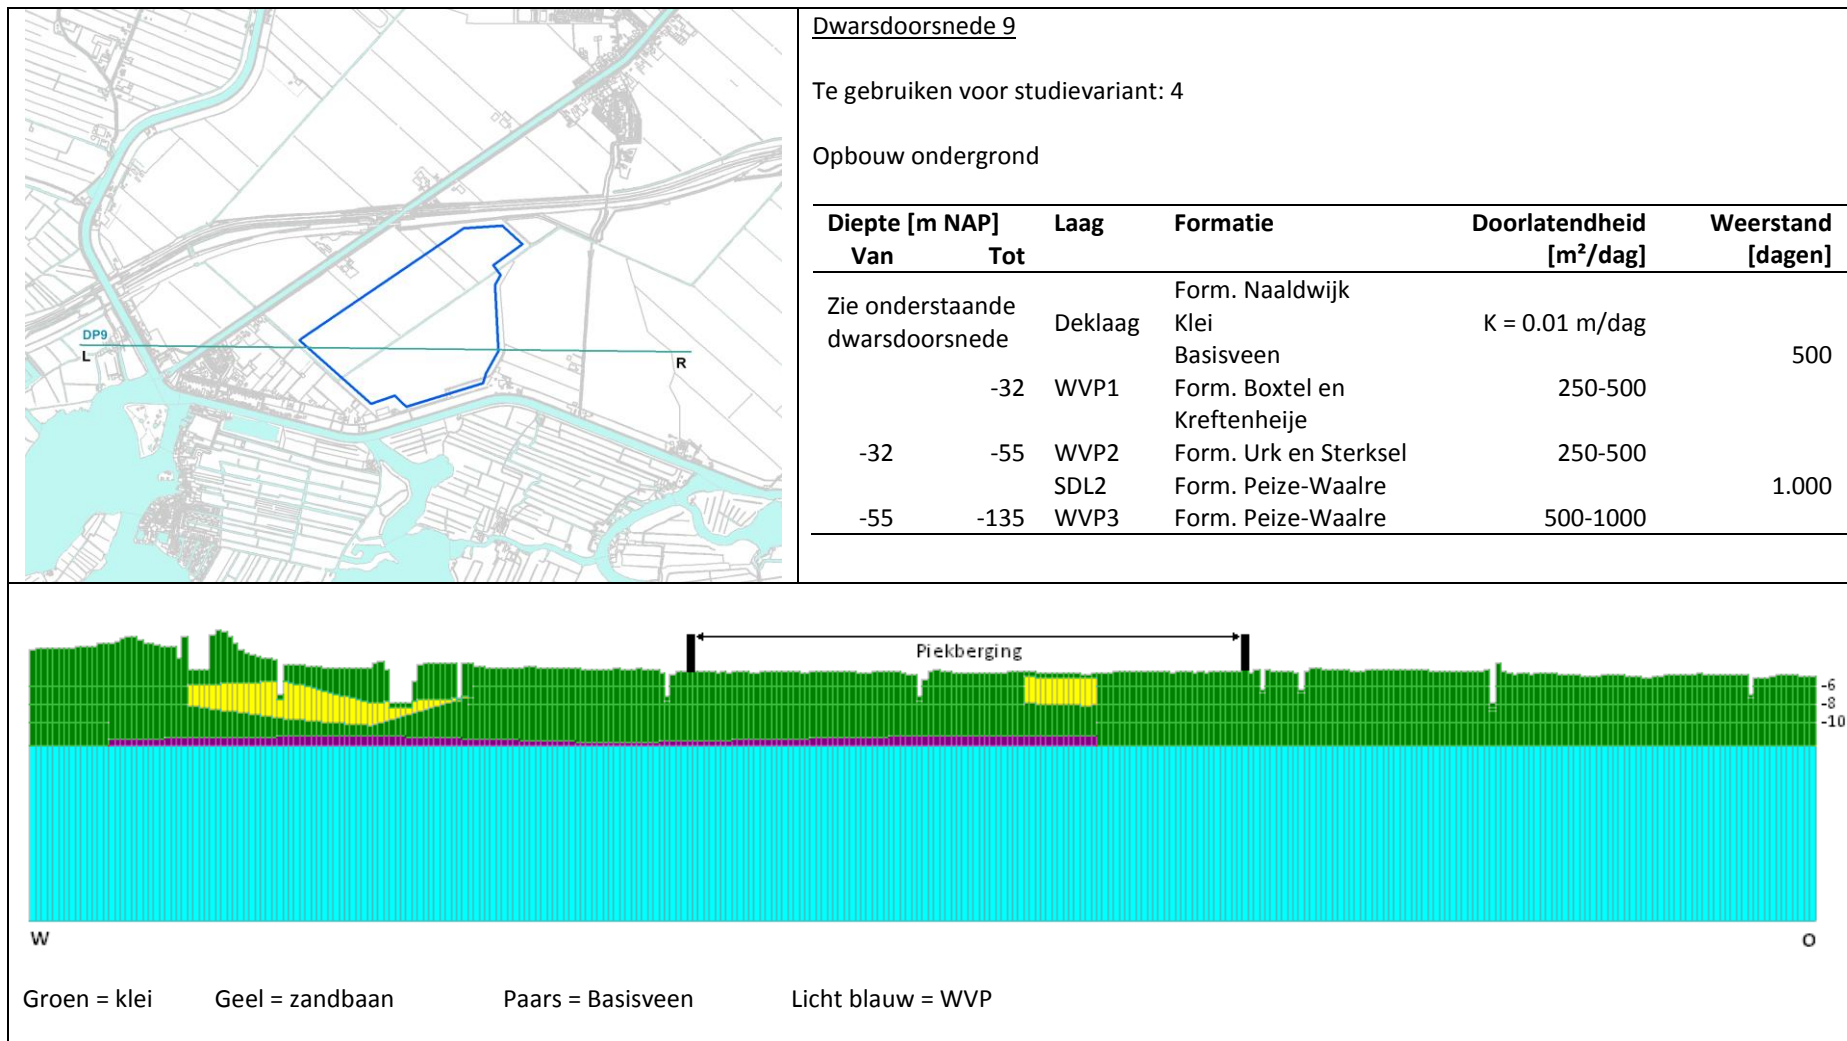 DP9
L
R
Dwarsdoorsnede 9
Te gebruiken voor studievariant: 4
Opbouw ondergrond
Diepte [m NAP] Laag Formatie Doorlatendheid Weerstand
Van Tot [m²/dag] [dagen]
Form. Naaldwijk
Zie onderstaande
dwarsdoorsnede Deklaag Klei K = 0.01 m/dag
Basisveen 500
-32 WVP1 Form. Boxtel en 250-500
Kreftenheije
-32 -55 WVP2 Form. Urk en Sterksel 250-500
SDL2 Form. Peize-Waalre 1.000
-55 -135 WVP3 Form. Peize-Waalre 500-1000
Piekberging
-6
-8
-10
W O
Groen = klei Geel = zandbaan Paars = Basisveen Licht blauw = WVP